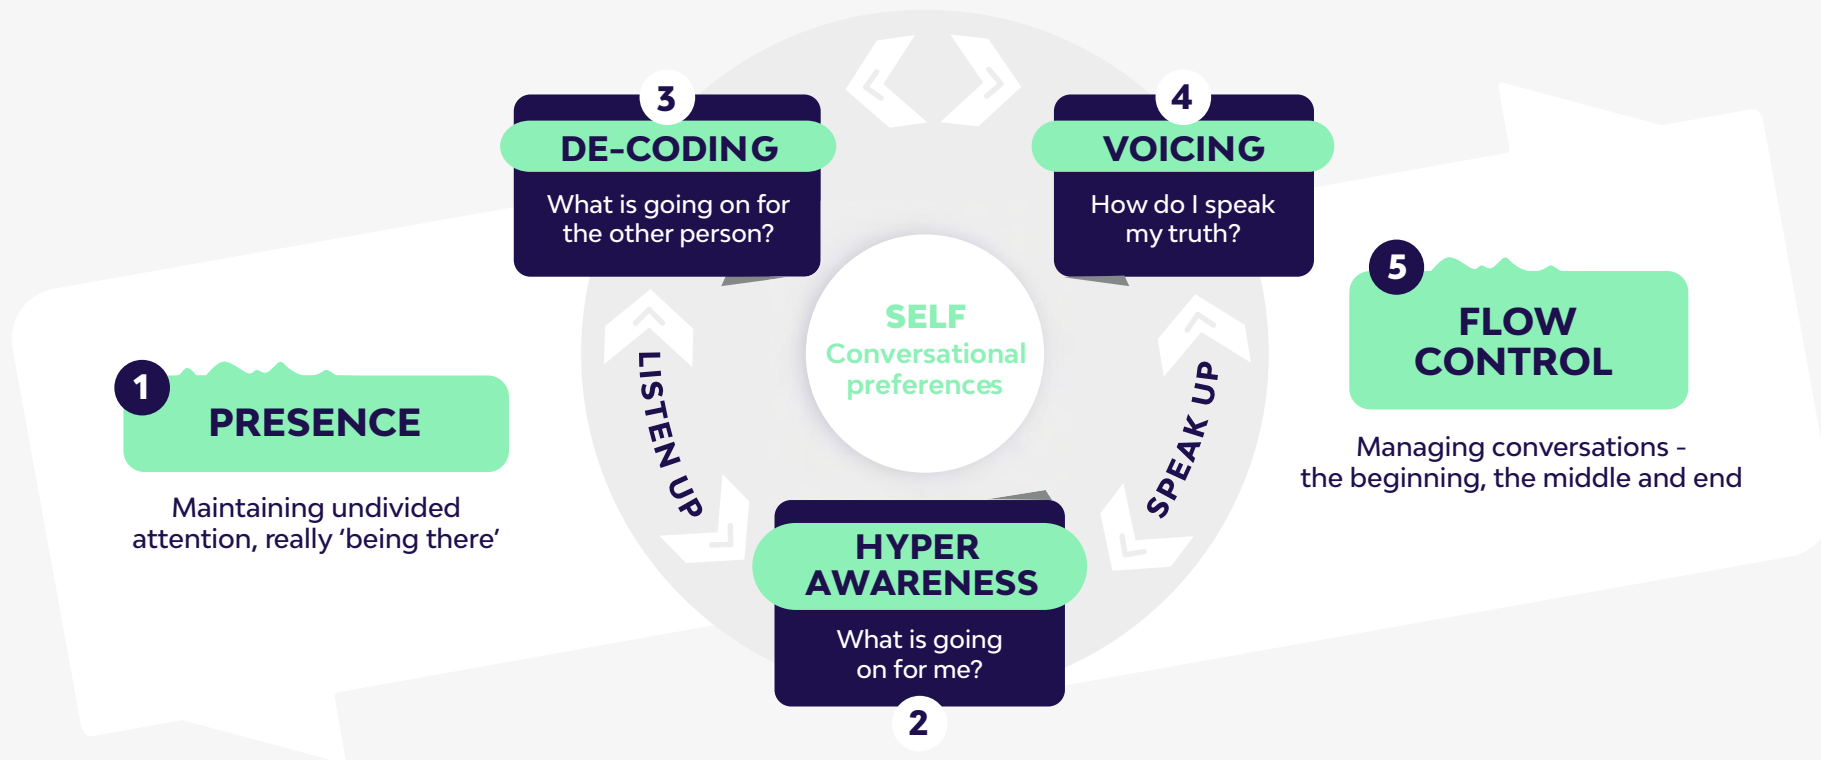 1
PRESENCE
Maintaining undivided
attention, really ‘being there’
2
HYPER
AWARENESS
What is going
on for me?
3
DE-CODING
What is going on for
the other person?
4
VOICING
How do I speak
my truth?
5
FLOW
CONTROL
Managing conversations -
the beginning, the middle and end
SELF
Conversational
preferences
LISTEN UP
SPEAK UP